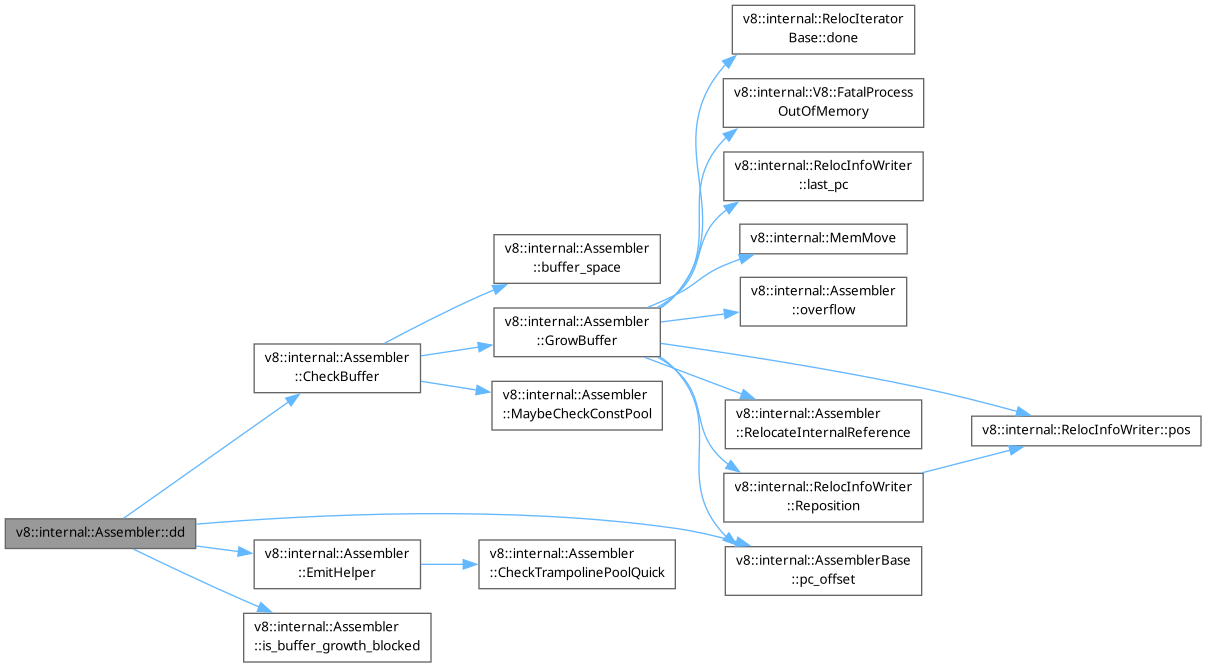 v8::internal::RelocIterator
Base::done
v8::internal::V8::FatalProcess
OutOfMemory
v8::internal::RelocInfoWriter
::last_pc
v8::internal::MemMove
v8::internal::Assembler
::buffer_space
v8::internal::Assembler
::overflow
v8::internal::Assembler
::GrowBuffer
v8::internal::Assembler
::CheckBuffer
v8::internal::Assembler
::MaybeCheckConstPool
v8::internal::Assembler
::RelocateInternalReference
v8::internal::RelocInfoWriter::pos
v8::internal::RelocInfoWriter
::Reposition
v8::internal::Assembler::dd
v8::internal::Assembler
::EmitHelper
v8::internal::Assembler
::CheckTrampolinePoolQuick
v8::internal::AssemblerBase
::pc_offset
v8::internal::Assembler
::is_buffer_growth_blocked